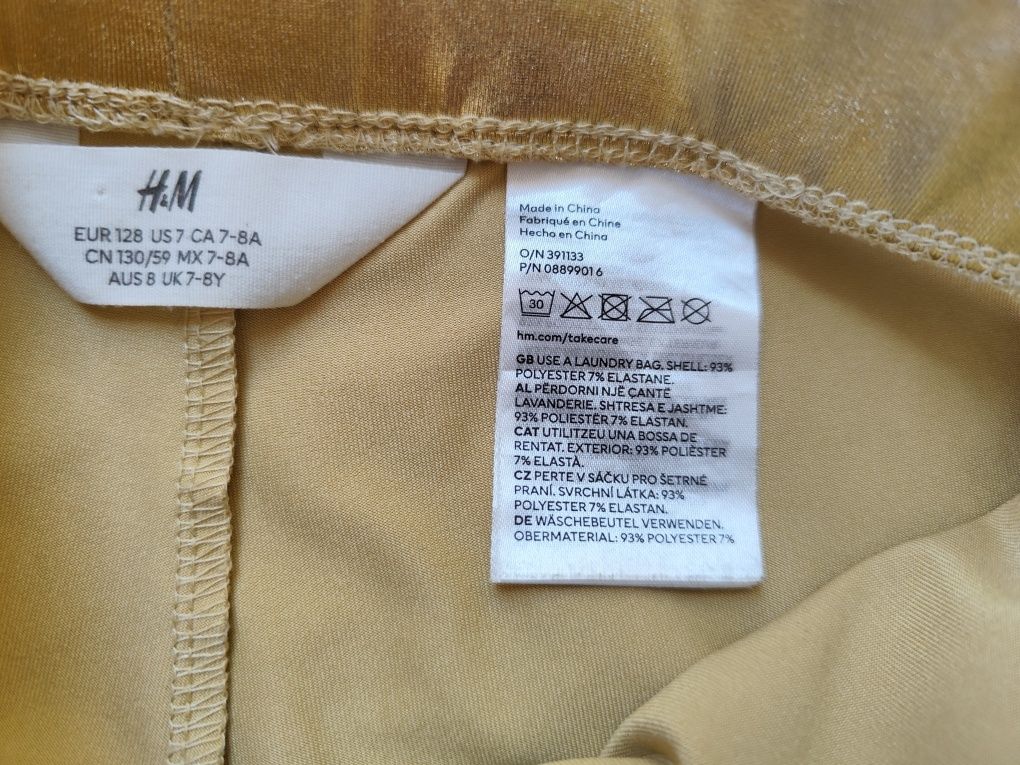 H&M
EUR 128 US 7 CA 7-8A
CN 130/59 MX 7-8A
AUS 8 UK 7-8Y
Made in China
Fabriqué en Chine
Hecho en China
O/N 391133
P/N 0889901 6
30
hm.com/takecare
GB USE A LAUNDRY BAG. SHELL: 93%
POLYESTER 7% ELASTANE.
AL PËRDORNI NJË ÇANTË
LAVANDERIE. SHTRESA E JASHTME:
93% POLIESTËR 7% ELASTAN.
CAT UTILITZEU UNA BOSSA DE
RENTAT. EXTERIOR: 93% POLIÈSTER
7% ELASTÀ.
CZ PERTE V SÁČKU PRO ŠETRNÉ
PRANÍ. SVRCHNÍ LÁTKA: 93%
POLYESTER 7% ELASTAN.
DE WÄSCHEBEUTEL VERWENDEN.
OBERMATERIAL: 93% POLYESTER 7%